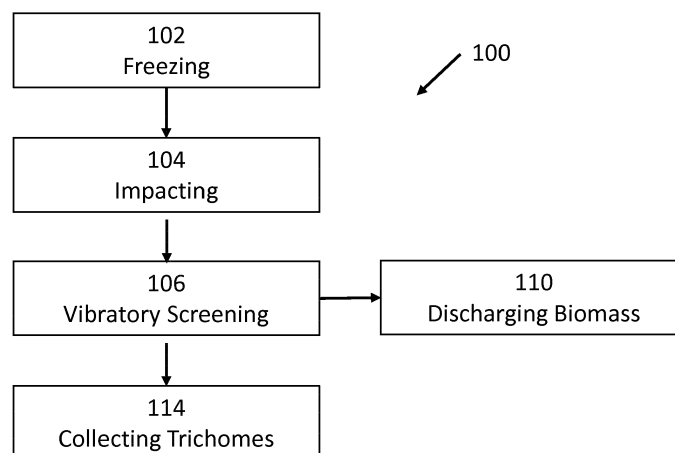 102
Freezing
100
104
Impacting
106
Vibratory Screening
110
Discharging Biomass
114
Collecting Trichomes